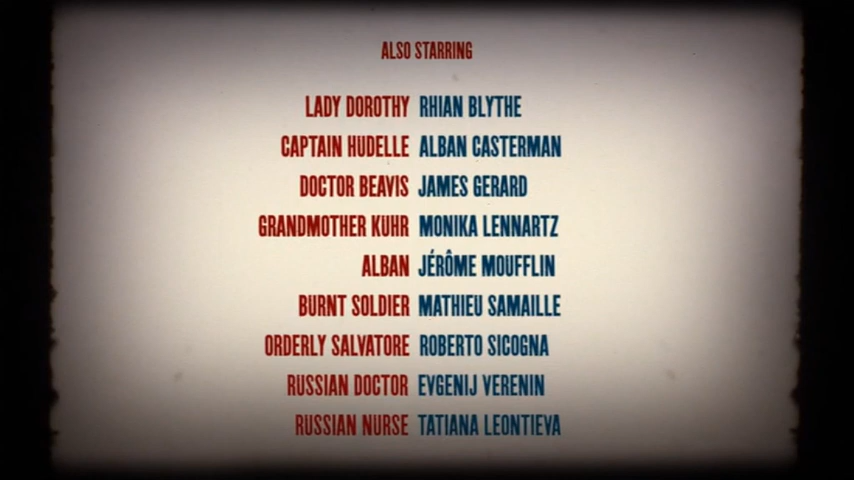 ALSO STARRING
LADY DOROTHY RHIAN BLYTHE
CAPTAIN HUDELLE ALBAN CASTERMAN
DOCTOR BEAVIS JAMES GERARD
GRANDMOTHER KUHR MONIKA LENNARTZ
ALBAN JÉRÔME MOUFFLIN
BURNT SOLDIER MATHIEU SAMAILLE
ORDERLY SALVATORE ROBERTO SICOGNA
RUSSIAN DOCTOR EVGENIJ VERENIN
RUSSIAN NURSE TATIANA LEONTIEVA